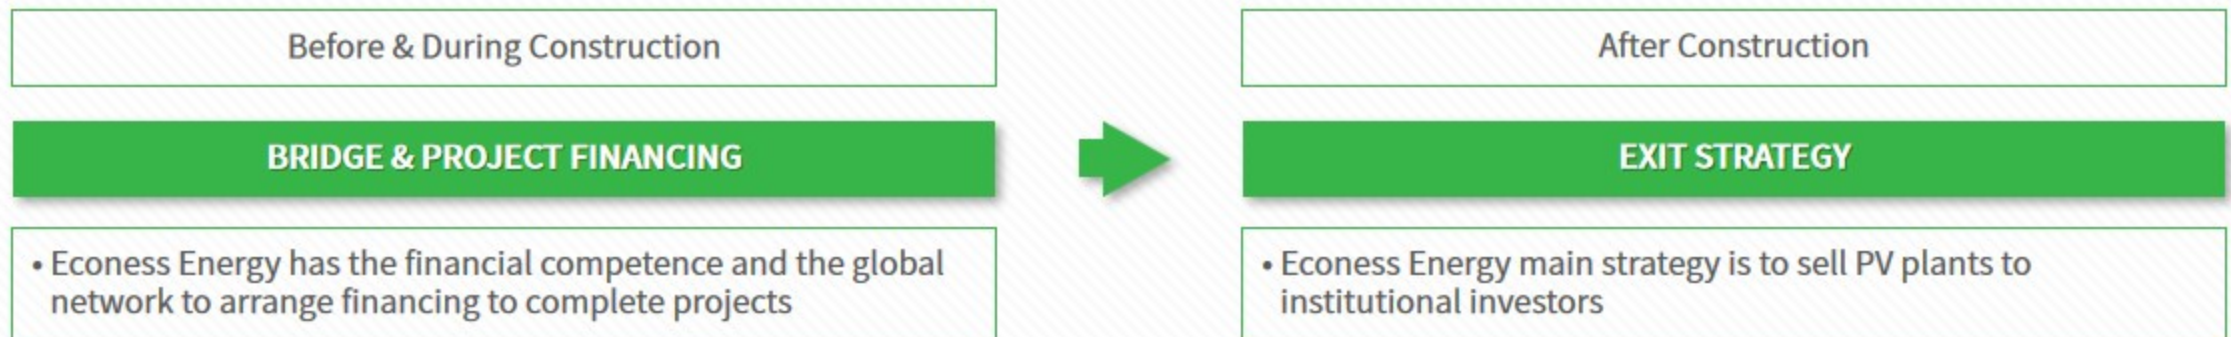 Before & During Construction
After Construction
BRIDGE & PROJECT FINANCING
EXIT STRATEGY
• Econess Energy has the financial competence and the global
network to arrange financing to complete projects
• Econess Energy main strategy is to sell PV plants to
institutional investors